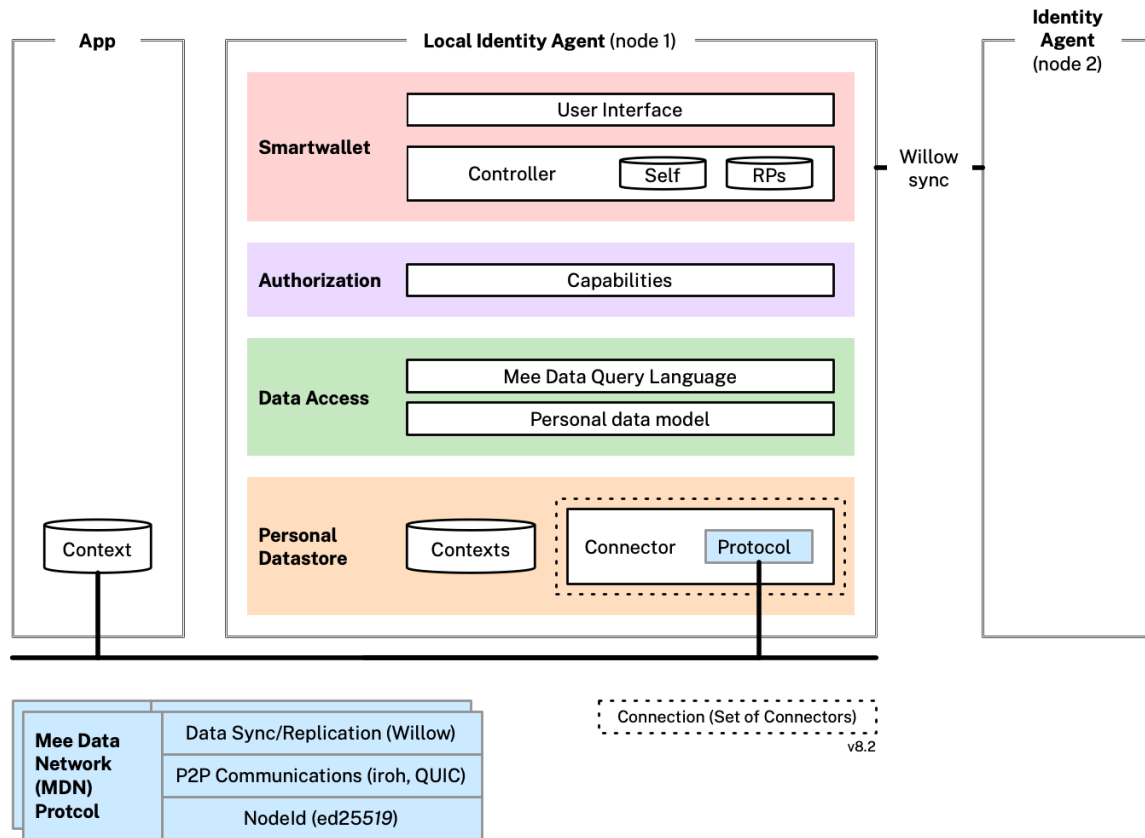 App
Local Identity Agent (node 1)
Identity
Agent
(node 2)
Smartwallet
User Interface
Controller
Self
RPs
Willow
sync
Authorization
Capabilities
Data Access
Mee Data Query Language
Personal data model
Context
Personal
Datastore
Contexts
Connector
Protocol
Mee Data
Network
(MDN)
Protcol
Data Sync/Replication (Willow)
P2P Communications (iroh, QUIC)
NodeId (ed25519)
Connection (Set of Connectors)
v8.2